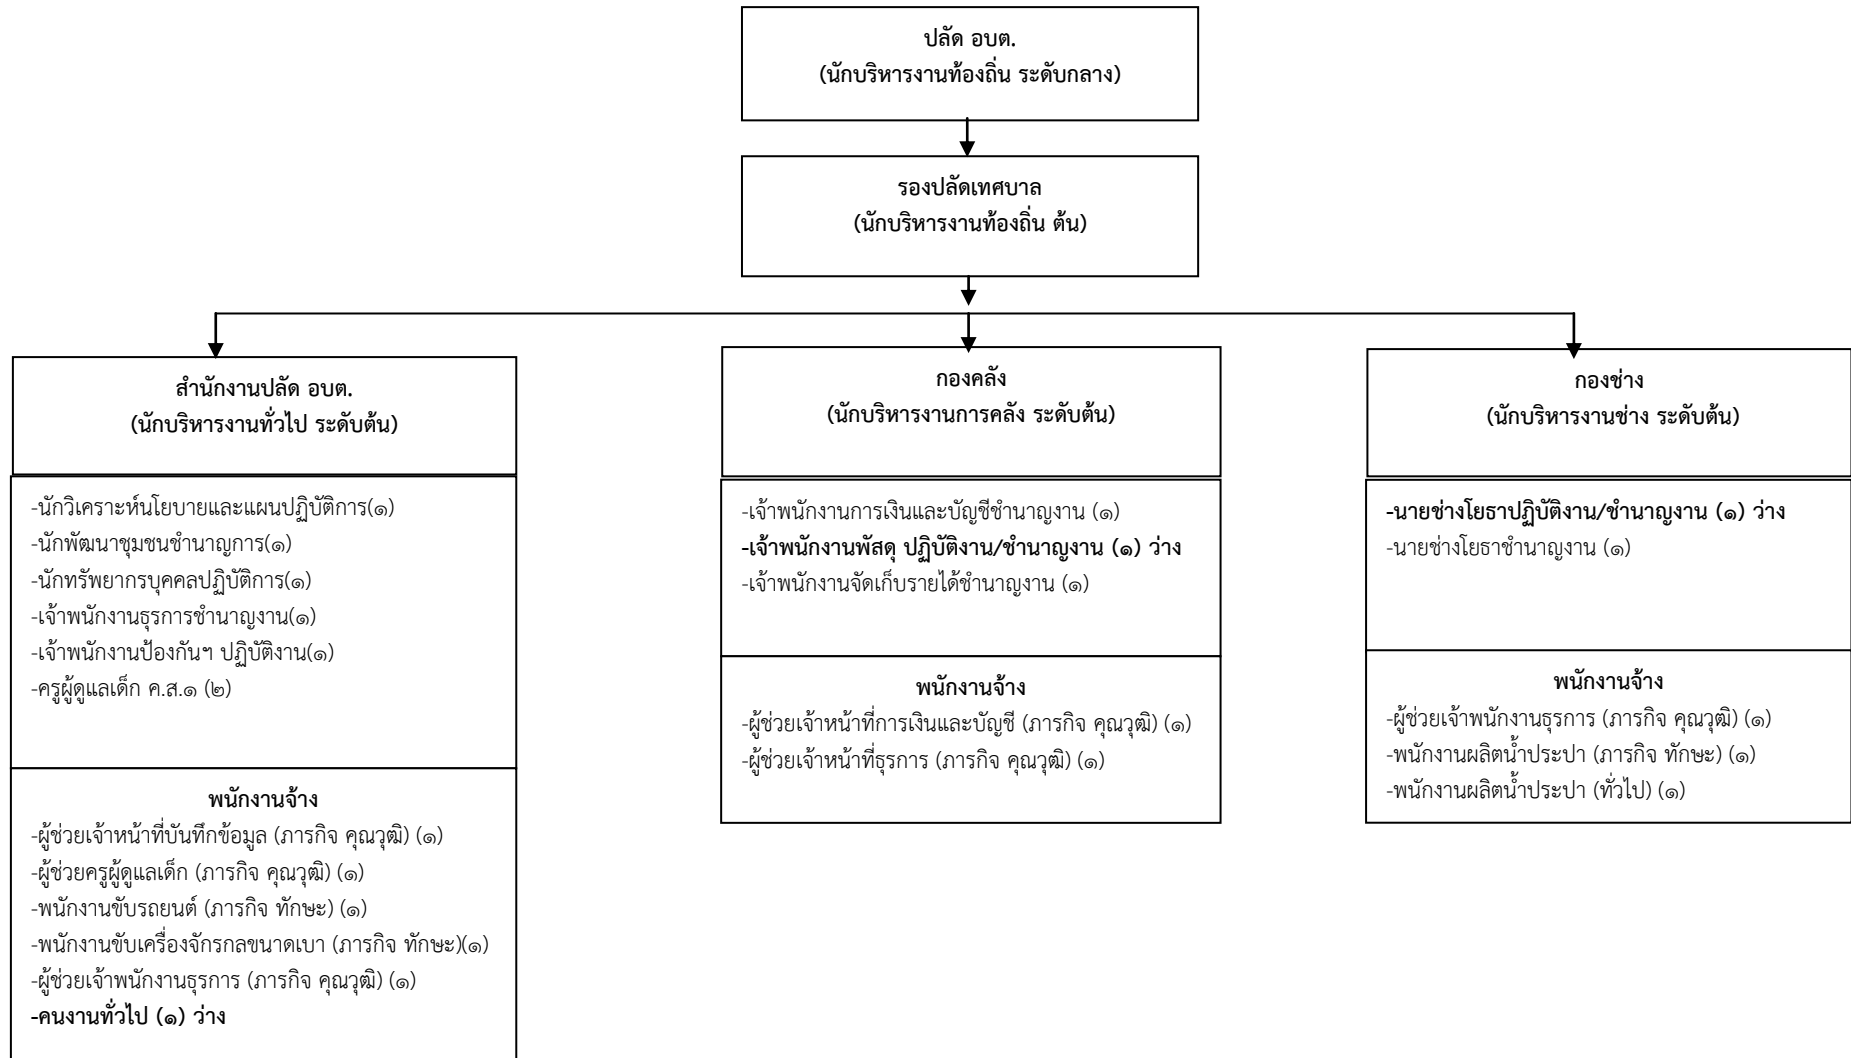 ปลัด อบต.
(นักบริหารงานท้องถิ่น ระดับกลาง)
รองปลัดเทศบาล
(นักบริหารงานท้องถิ่น ต้น)
สำนักงานปลัด อบต.
(นักบริหารงานทั่วไป ระดับต้น)
-นักวิเคราะห์นโยบายและแผนปฏิบัติการ(๑)
-นักพัฒนาชุมชนชำนาญการ(๑)
-นักทรัพยากรบุคคลปฏิบัติการ(๑)
-เจ้าพนักงานธุรการชำนาญงาน(๑)
-เจ้าพนักงานป้องกันฯ ปฏิบัติงาน(๑)
-ครูผู้ดูแลเด็ก ค.ศ.๑ (๒)
พนักงานจ้าง
-ผู้ช่วยเจ้าหน้าที่บันทึกข้อมูล (ภารกิจ คุณวุฒิ) (๑)
-ผู้ช่วยครูผู้ดูแลเด็ก (ภารกิจ คุณวุฒิ) (๑)
-พนักงานขับรถยนต์ (ภารกิจ ทักษะ) (๑)
-พนักงานขับเครื่องจักรกลขนาดเบา (ภารกิจ ทักษะ)(๑)
-ผู้ช่วยเจ้าพนักงานธุรการ (ภารกิจ คุณวุฒิ) (๑)
-คนงานทั่วไป (๑) ว่าง
กองคลัง
(นักบริหารงานการคลัง ระดับต้น)
-เจ้าพนักงานการเงินและบัญชีชำนาญงาน (๑)
-เจ้าพนักงานพัสดุ ปฏิบัติงาน/ชำนาญงาน (๑) ว่าง
-เจ้าพนักงานจัดเก็บรายได้ชำนาญงาน (๑)
พนักงานจ้าง
-ผู้ช่วยเจ้าหน้าที่การเงินและบัญชี (ภารกิจ คุณวุฒิ) (๑)
-ผู้ช่วยเจ้าหน้าที่ธุรการ (ภารกิจ คุณวุฒิ) (๑)
กองช่าง
(นักบริหารงานช่าง ระดับต้น)
-นายช่างโยธาปฏิบัติงาน/ชำนาญงาน (๑) ว่าง
-นายช่างโยธาชำนาญงาน (๑)
พนักงานจ้าง
-ผู้ช่วยเจ้าพนักงานธุรการ (ภารกิจ คุณวุฒิ) (๑)
-พนักงานผลิตน้ำประปา (ภารกิจ ทักษะ) (๑)
-พนักงานผลิตน้ำประปา (ทั่วไป) (๑)